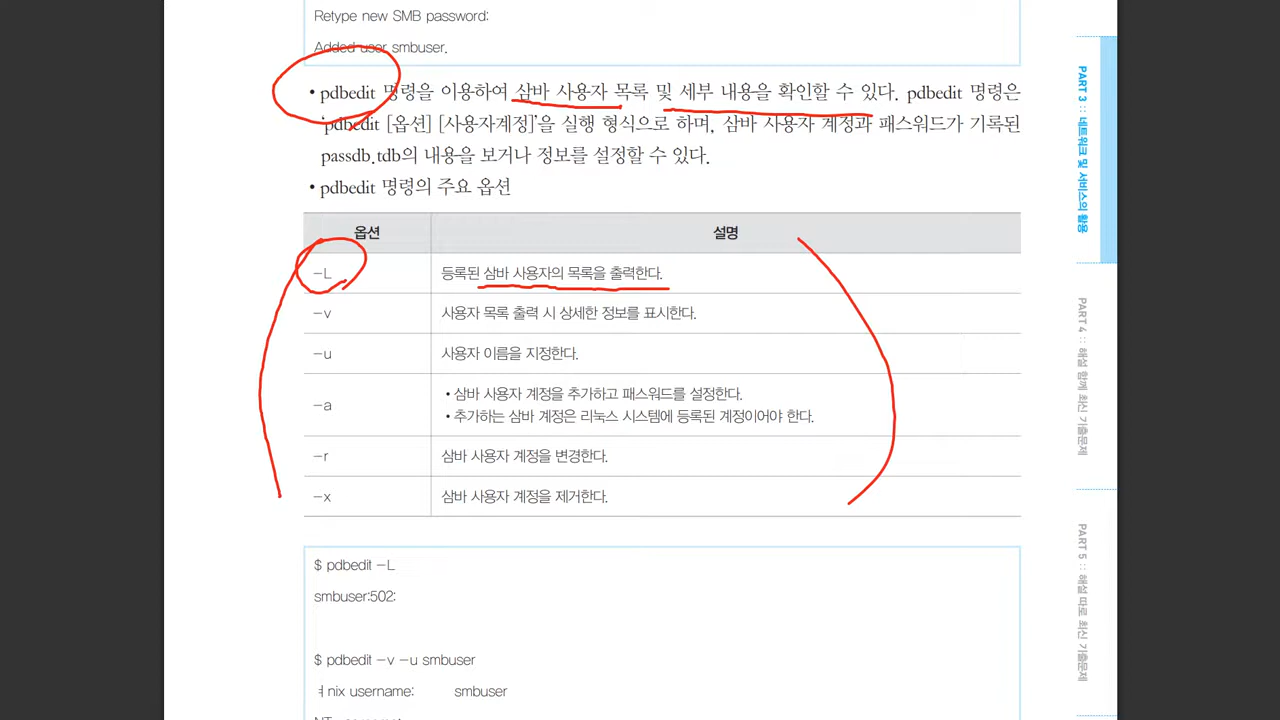 Retype new SMB password:
Added user smbuser.
• pdbedit 명령을 이용하여 삼바 사용자 목록 및 세부 내용을 확인할 수 있다. pdbedit 명령은
‘pdbedit [옵션] [사용자계정]’을 실행 형식으로 하며, 삼바 사용자 계정과 패스워드가 기록된
passdb.tdb의 내용을 보거나 정보를 설정할 수 있다.
• pdbedit 명령의 주요 옵션
옵션 설명
-L 등록된 삼바 사용자의 목록을 출력한다.
-v 사용자 목록 출력 시 상세한 정보를 표시한다.
-u 사용자 이름을 지정한다.
-a • 삼바 사용자 계정을 추가하고 패스워드를 설정한다.
• 추가하는 삼바 계정은 리눅스 시스템에 등록된 계정이어야 한다.
-r 삼바 사용자 계정을 변경한다.
-x 삼바 사용자 계정을 제거한다.
$ pdbedit -L
smbuser:502:
$ pdbedit -v -u smbuser
ㅕnix username: smbuser
PART 3 :: 네트워크 및 서비스의 활용
PART 4 :: 해설 함께 최신 기출문제
PART 5 :: 해설 따로 최신 기출문제